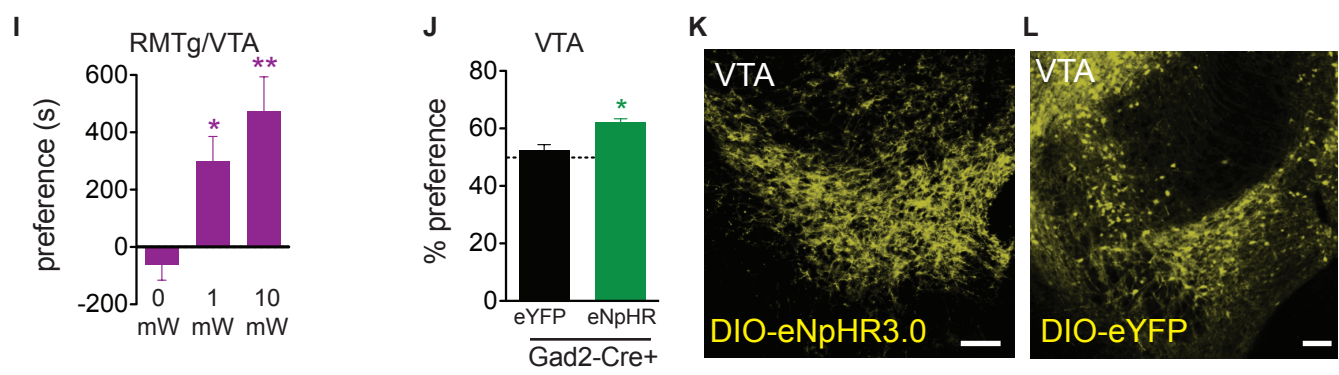 I
RMTg/VTA
preference (s)
600
400
200
0
-200
*
**
0 1 10
mW mW mW
J
VTA
% preference
80
60
40
20
0
*
eYFP eNpHR
Gad2-Cre+
K
VTA
DIO-eNpHR3.0
L
VTA
DIO-eYFP